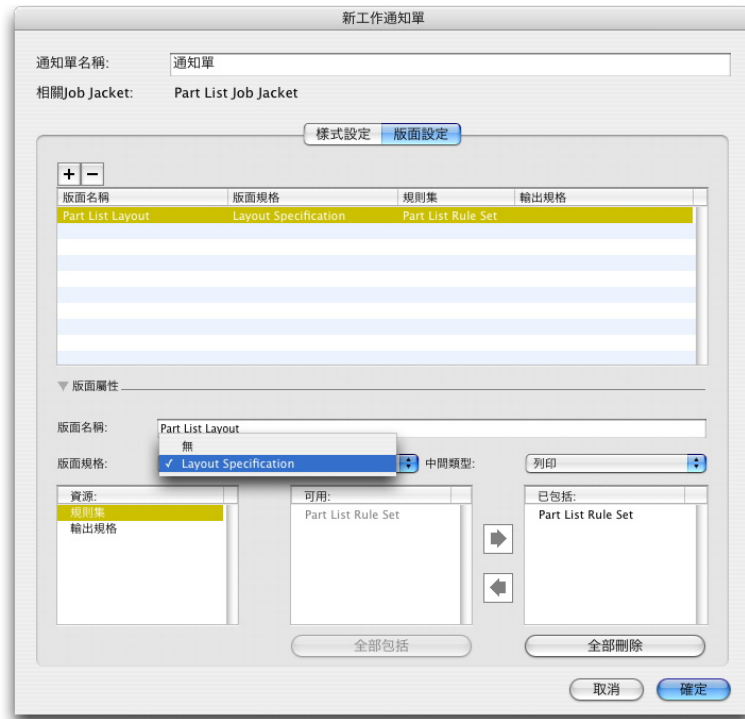 新工作通知單
通知單名稱: 通知單
相關Job Jacket: Part List Job Jacket
樣式設定 版面設定
+ −
版面名稱 版面規格 規則集 輸出規格
Part List Layout Layout Specification Part List Rule Set
版面屬性
版面名稱: Part List Layout
無
版面規格: ✓ Layout Specification 中間類型: 列印
資源: 可用: 已包括:
規則集 Part List Rule Set Part List Rule Set
輸出規格
全部包括 全部刪除
取消 確定